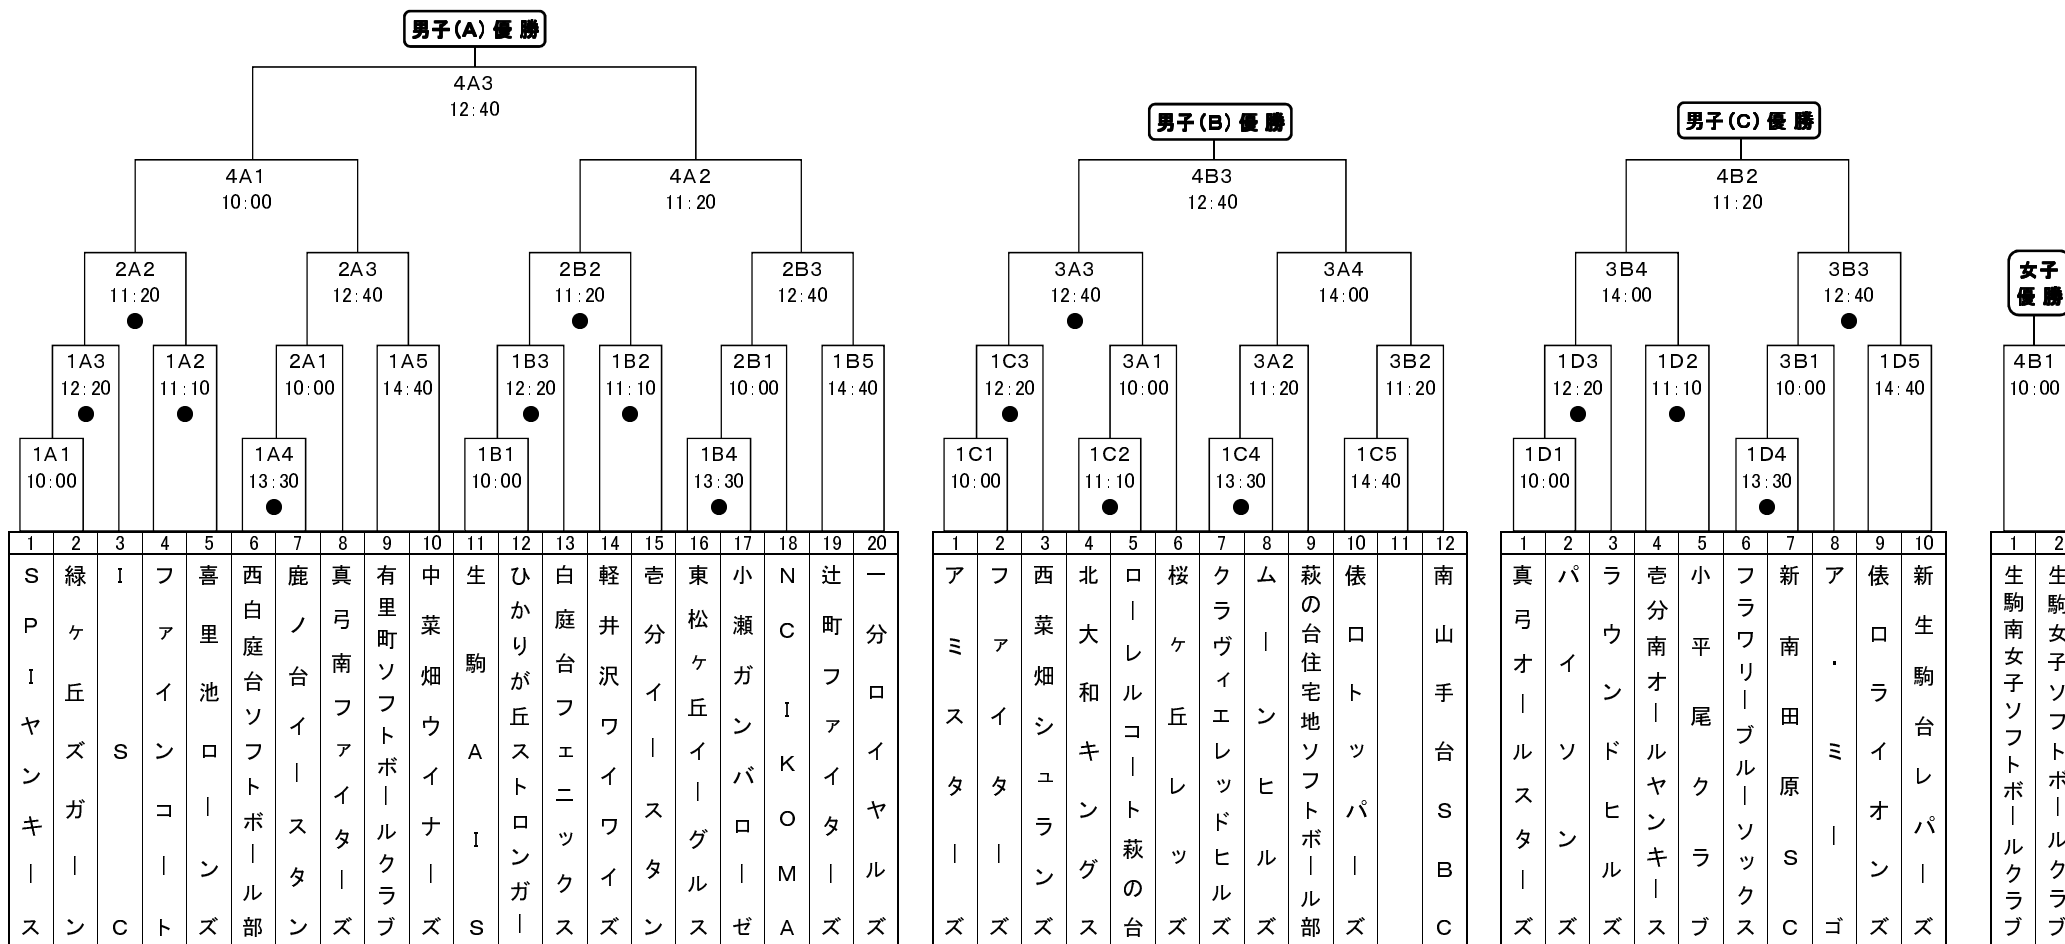 男子(A) 優 勝
4A3
12:40
男子(B) 優 勝
男子(C) 優 勝
4A1
10:00
4A2
11:20
4B3
12:40
4B2
11:20
2A2
11:20
●
2A3
12:40
2B2
11:20
●
2B3
12:40
3A3
12:40
●
3A4
14:00
3B4
14:00
3B3
12:40
●
女子
優 勝
1A3
12:20
●
1A2
11:10
●
2A1
10:00
1A5
14:40
1B3
12:20
●
1B2
11:10
●
2B1
10:00
1B5
14:40
1C3
12:20
●
3A1
10:00
3A2
11:20
3B2
11:20
1D3
12:20
●
1D2
11:10
●
3B1
10:00
1D5
14:40
4B1
10:00
1A1
10:00
1A4
13:30
●
1B1
10:00
1B4
13:30
●
1C1
10:00
1C2
11:10
●
1C4
13:30
●
1C5
14:40
1D1
10:00
1D4
13:30
●
1 2 3 4 5 6 7 8 9 10 11 12 13 14 15 16 17 18 19 20
SPIヤンキース
緑ヶ丘ズガーン
ISC
ファインコート
喜里池ローンズ
西白庭台ソフトボール部
鹿ノ台イースタン
真弓南ファイターズ
有里町ソフトボールクラブ
中菜畑ウイナーズ
生駒AIS
ひかりが丘ストロンガー
白庭台フェニックス
軽井沢ワイワイズ
壱分イースタン
東松ヶ丘イーグルス
小瀬ガンバローゼ
NCIKOMA
辻町ファイターズ
一分ロイヤルズ
1 2 3 4 5 6 7 8 9 10 11 12
アミスターズ
ファイターズ
西菜畑シュランズ
北大和キングス
ローレルコート萩の台
桜ヶ丘レッズ
クラヴィエレッドヒルズ
ムーンヒルズ
萩の台住宅地ソフトボール部
俵ロトッパーズ
南山手台SBC
1 2 3 4 5 6 7 8 9 10
真弓オールスターズ
パイソンズ
ラウンドヒルズ
壱分南オールヤンキース
小平尾クラブ
フラワリーブルーソックス
新南田原SC
ア・ミーゴ
俵口ライオンズ
新生駒台レパーズ
1 2
生駒南女子ソフトボールクラブ
生駒女子ソフトボールクラブ